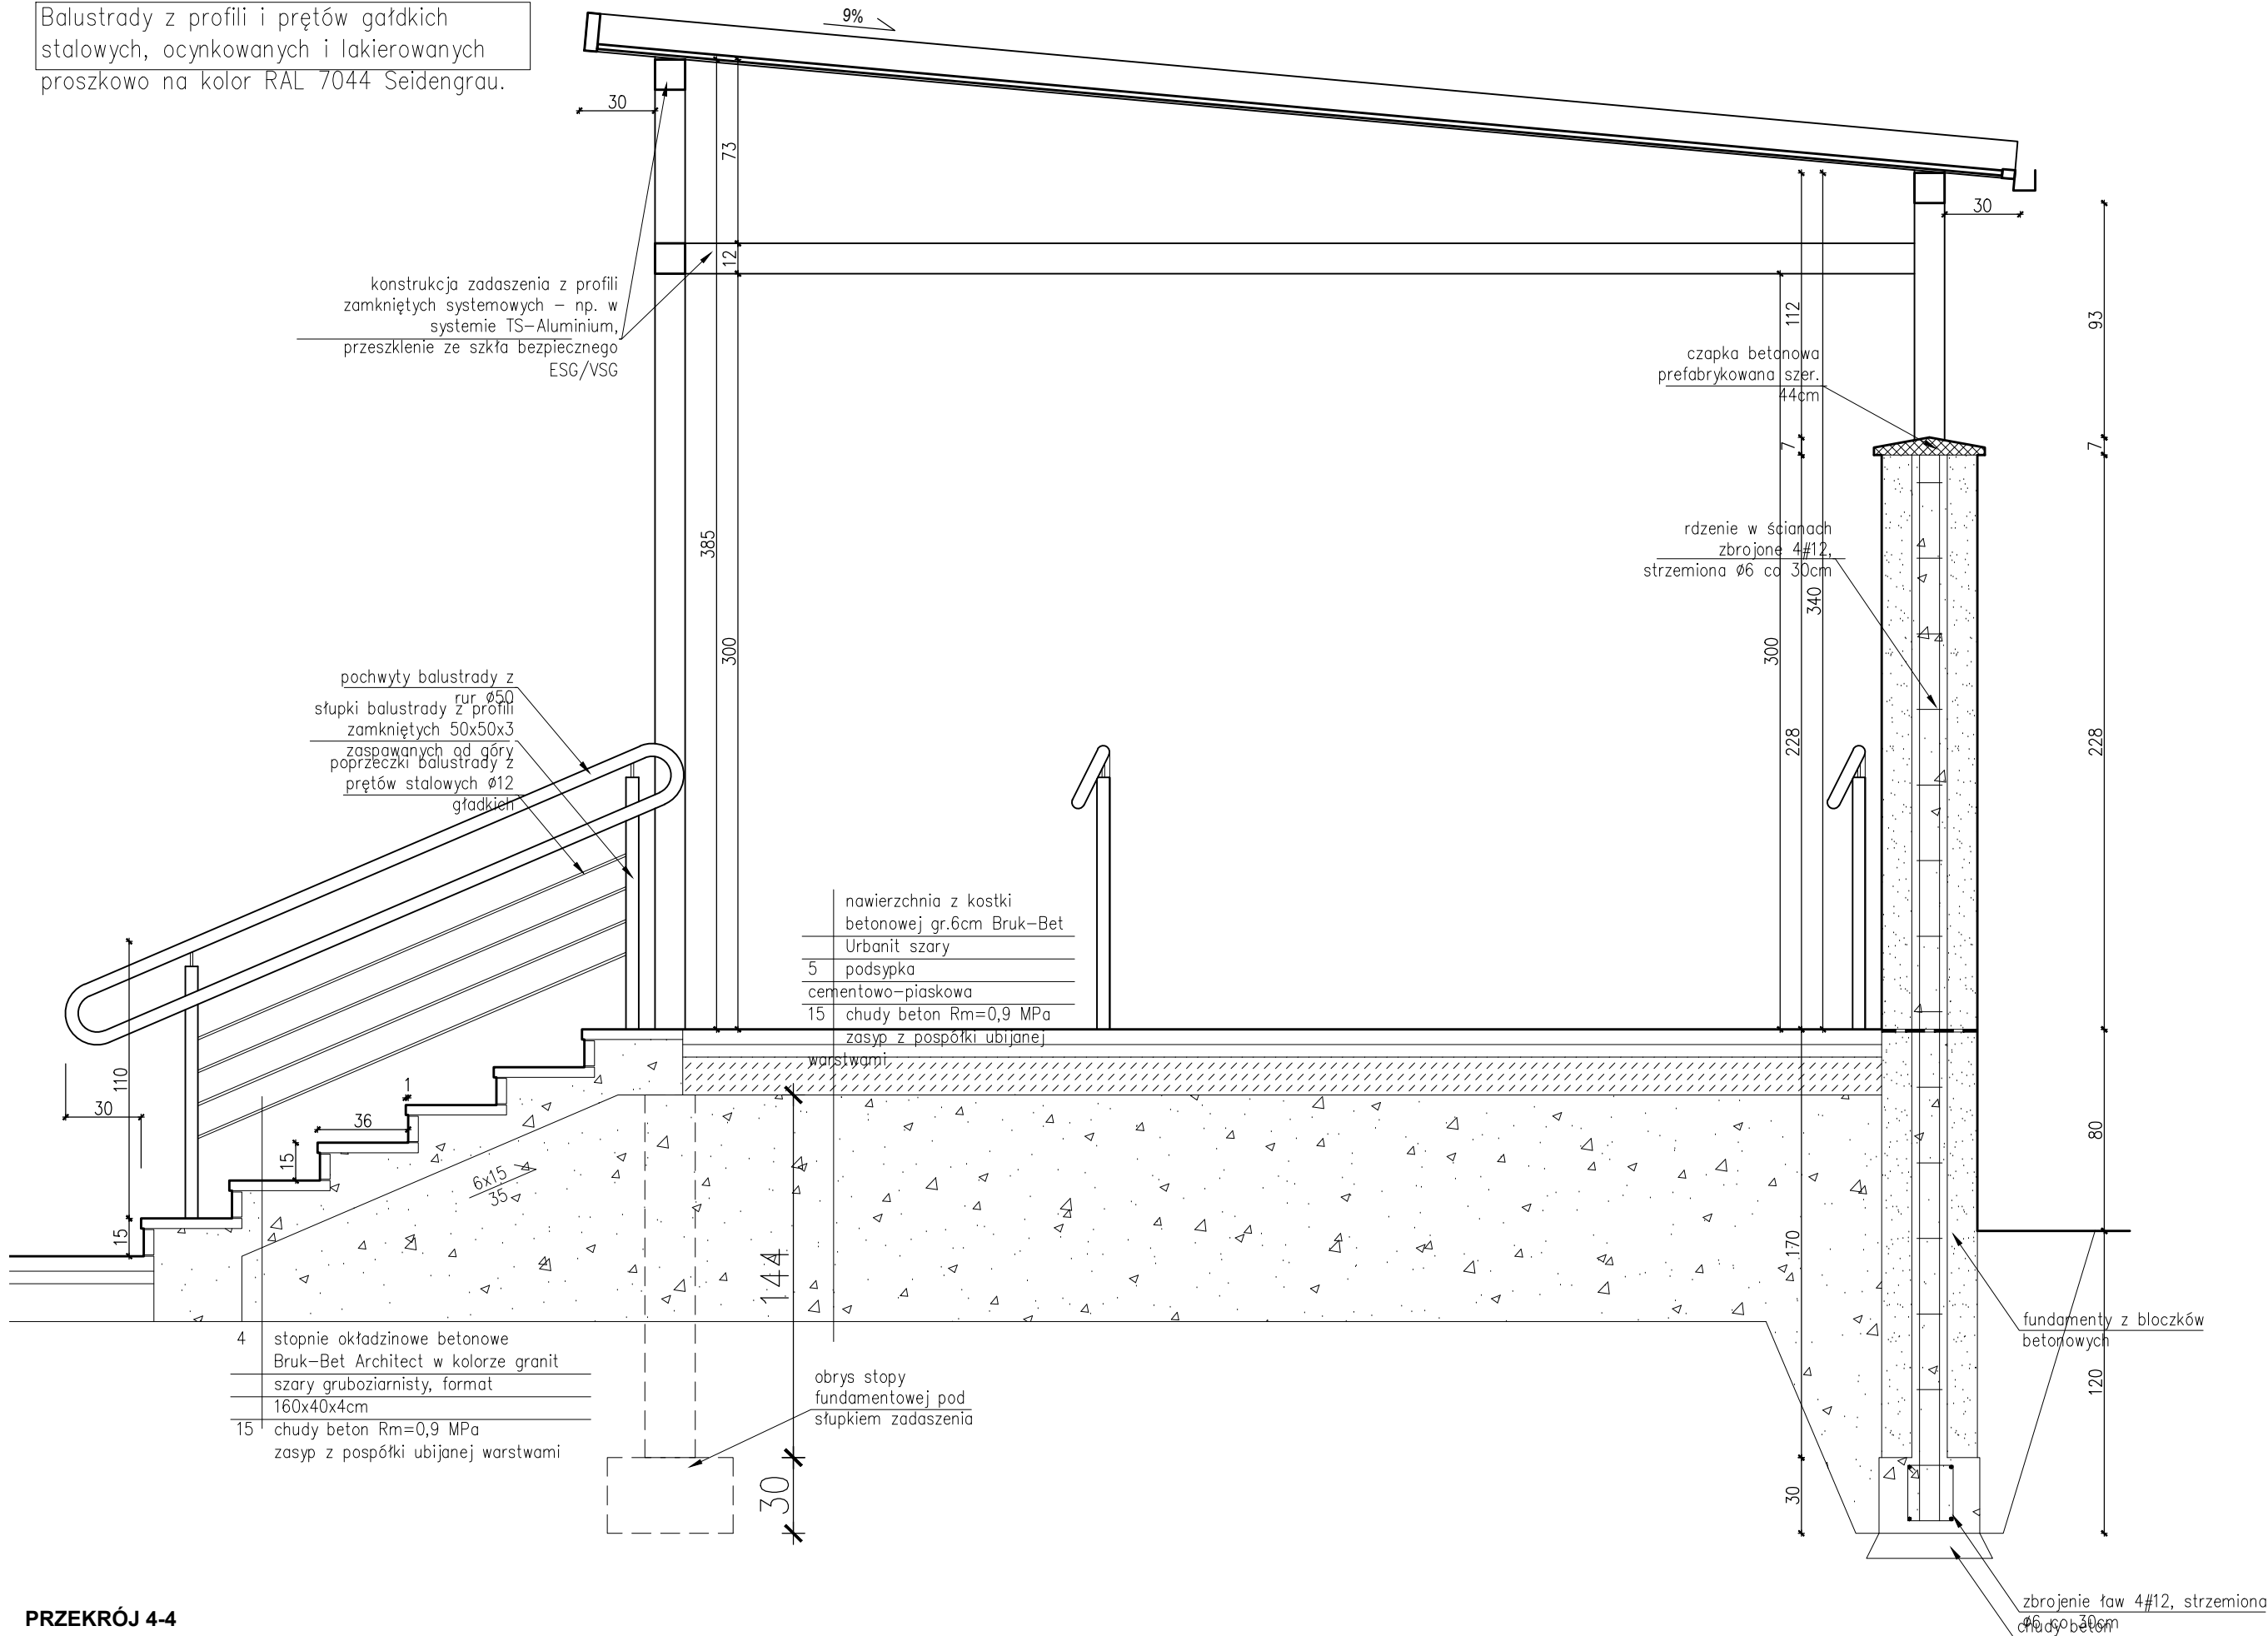 Balustrady z profili i prętów gałdkich
stalowych, ocynkowanych i lakierowanych
proszkowo na kolor RAL 7044 Seidengrau.
9%
30
73
30
12
konstrukcja zadaszenia z profili
zamkniętych systemowych – np. w
systemie TS–Aluminium,
przeszklenie ze szkła bezpiecznego
ESG/VSG
112
93
czapka betonowa
prefabrykowana szer.
44cm
7
7
385
rdzenie w ścianach
zbrojone 4#12,
strzemiona ø6 co 30cm
340
300
300
228
228
pochwyty balustrady z
rur ø50
słupki balustrady z profili
zamkniętych 50x50x3
zaspawanych od góry
poprzeczki balustrady z
prętów stalowych ø12
gładkich
nawierzchnia z kostki
betonowej gr.6cm Bruk–Bet
Urbanit szary
5 podsypka
cementowo–piaskowa
15 chudy beton Rm=0,9 MPa
zasyp z pospółki ubijanej
warstwami
110
30
1
36
15
6x15
35
15
80
144
170
4 stopnie okładzinowe betonowe
Bruk–Bet Architect w kolorze granit
szary gruboziarnisty, format
160x40x4cm
15 chudy beton Rm=0,9 MPa
zasyp z pospółki ubijanej warstwami
obrys stopy
fundamentowej pod
słupkiem zadaszenia
fundamenty z bloczków
betonowych
120
30
30
zbrojenie ław 4#12, strzemiona
ø6 co 30cm
chudy beton
PRZEKRÓJ 4-4